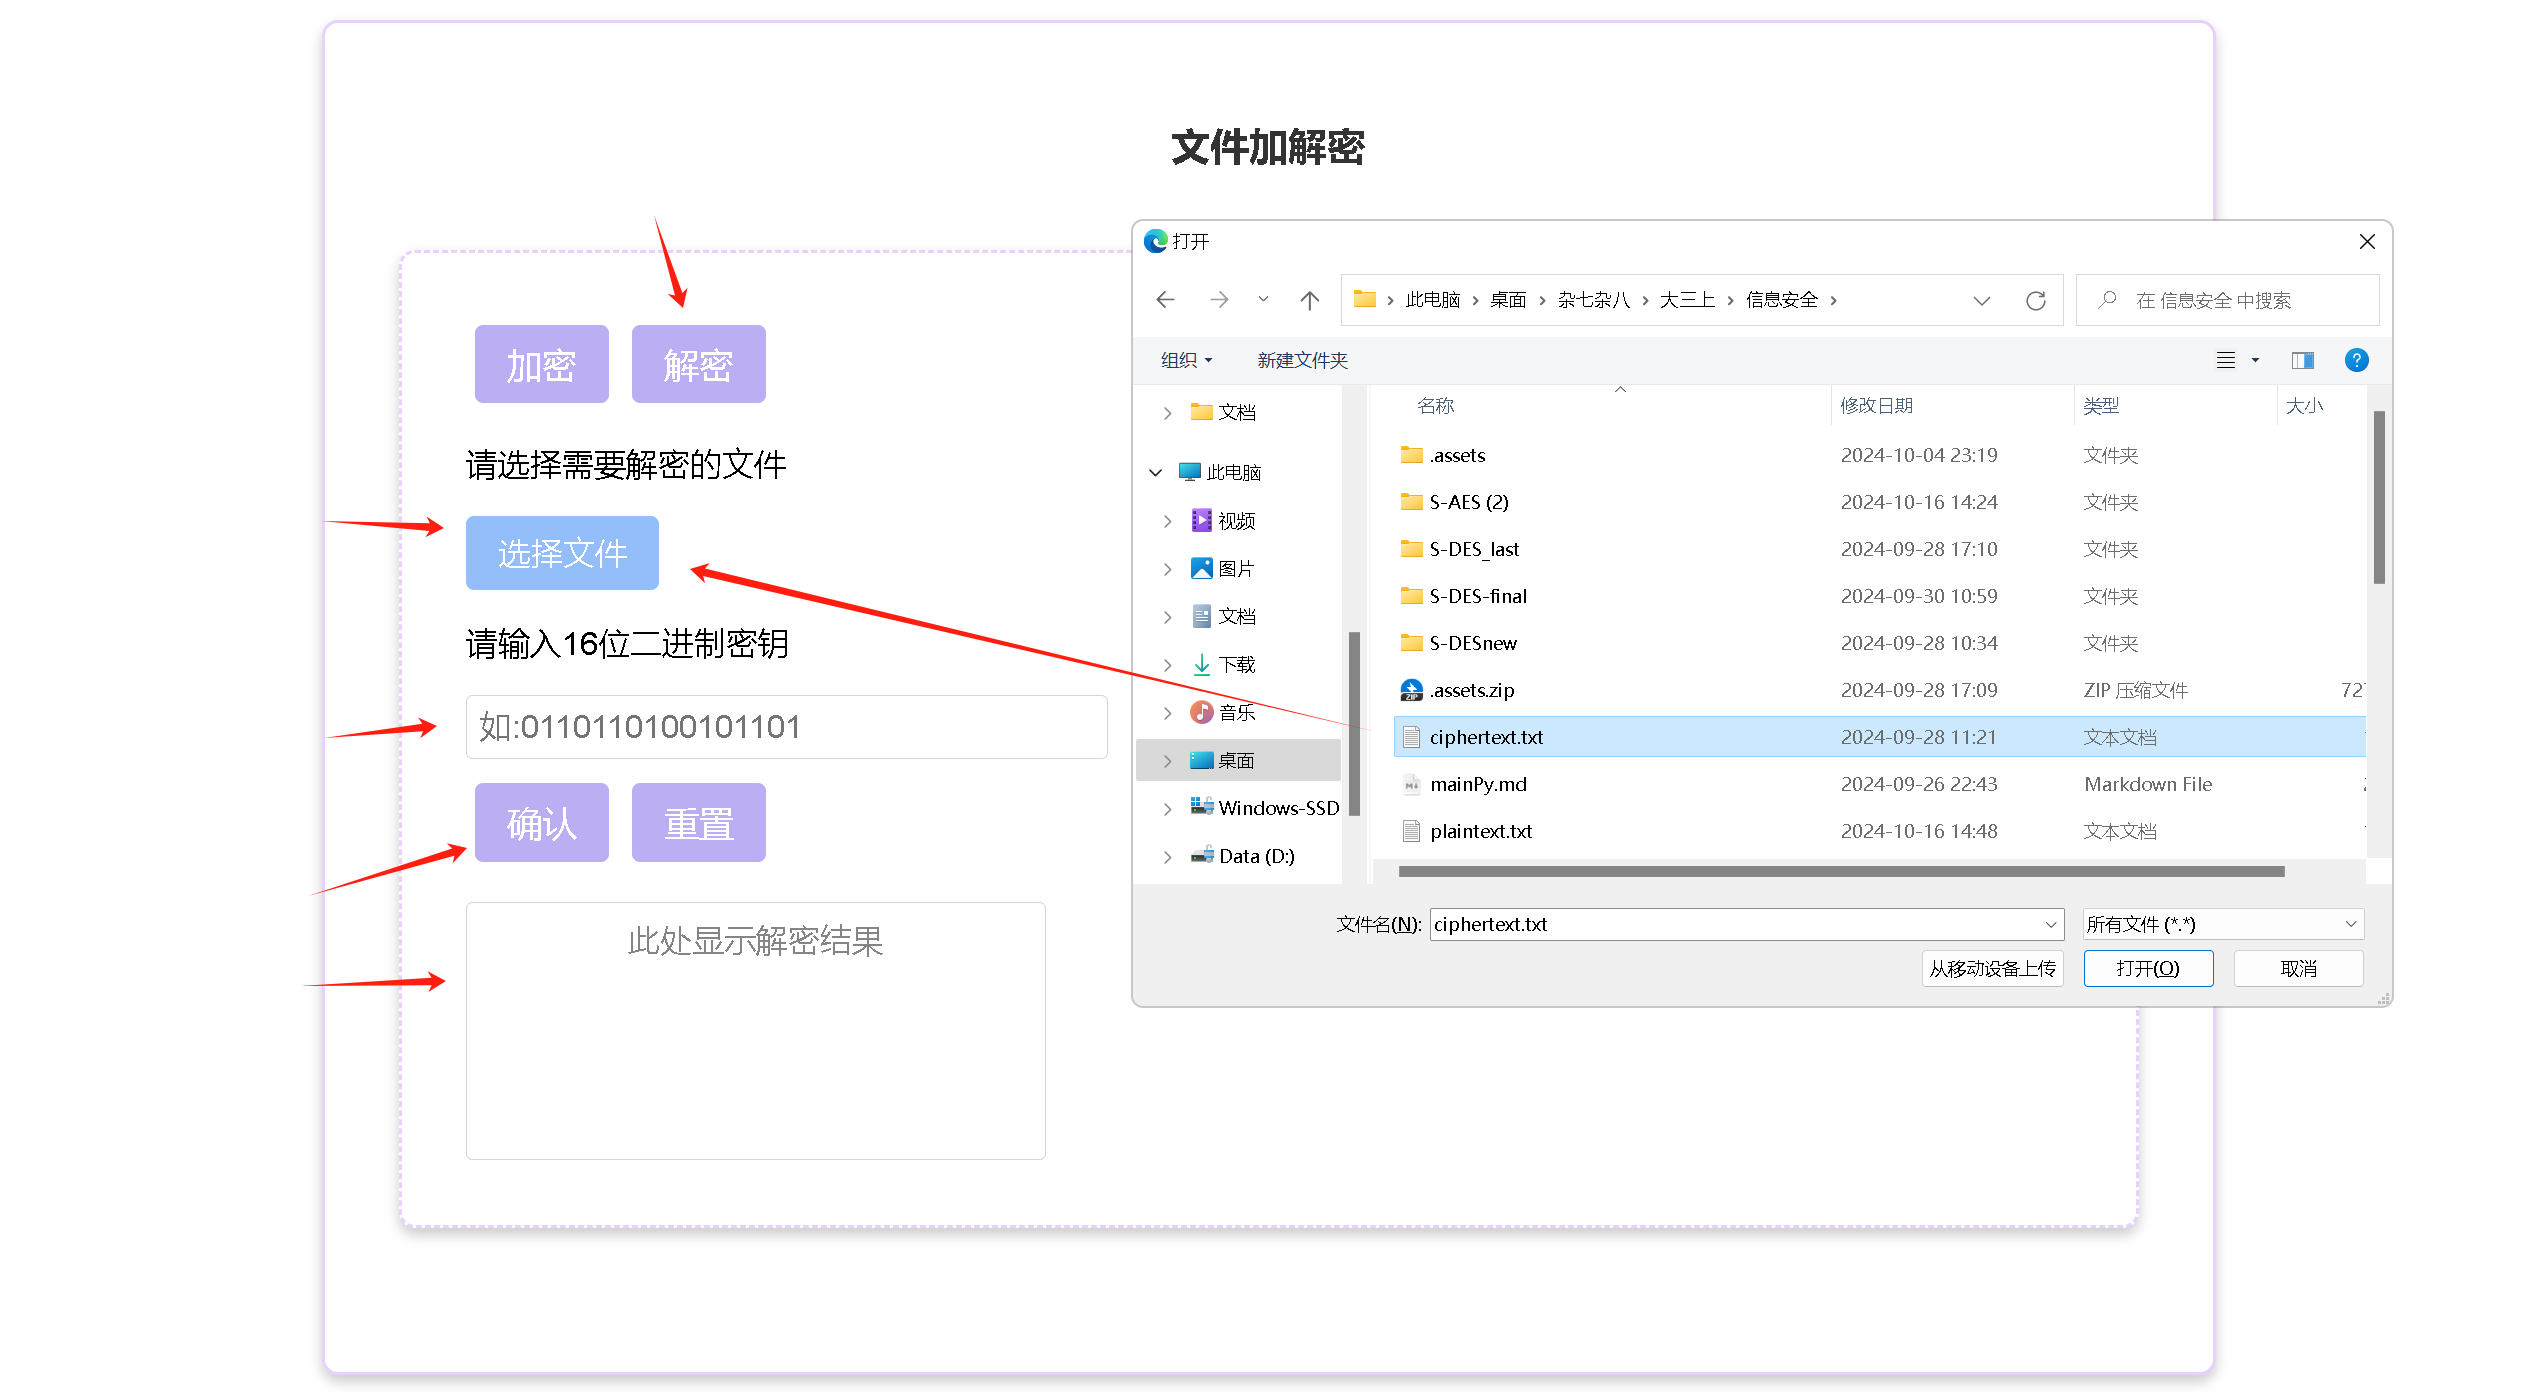 文件加解密
加密
解密
请选择需要解密的文件
选择文件
请输入16位二进制密钥
如:0110110100101101
确认
重置
此处显示解密结果
打开
此电脑 桌面 杂七杂八 大三上 信息安全
在 信息安全 中搜索
组织
新建文件夹
文档
此电脑
视频
图片
文档
下载
音乐
桌面
Windows-SSD
Data (D:)
名称 修改日期 类型 大小
.assets 2024-10-04 23:19 文件夹
S-AES (2) 2024-10-16 14:24 文件夹
S-DES_last 2024-09-28 17:10 文件夹
S-DES-final 2024-09-30 10:59 文件夹
S-DESnew 2024-09-28 10:34 文件夹
.assets.zip 2024-09-28 17:09 ZIP 压缩文件
ciphertext.txt 2024-09-28 11:21 文本文档
mainPy.md 2024-09-26 22:43 Markdown File
plaintext.txt 2024-10-16 14:48 文本文档
文件名(N): ciphertext.txt 所有文件 (*.*)
从移动设备上传 打开(O) 取消